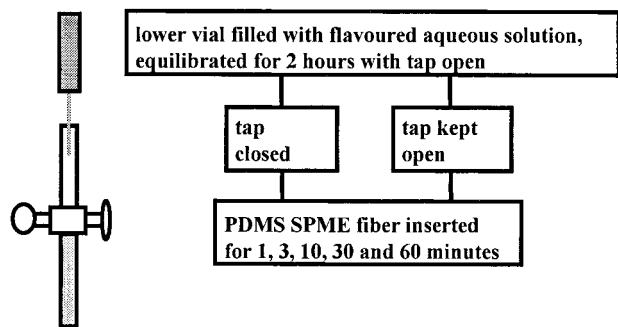 lower vial filled with flavoured aqueous solution,
equilibrated for 2 hours with tap open
tap
closed
tap kept
open
PDMS SPME fiber inserted
for 1, 3, 10, 30 and 60 minutes